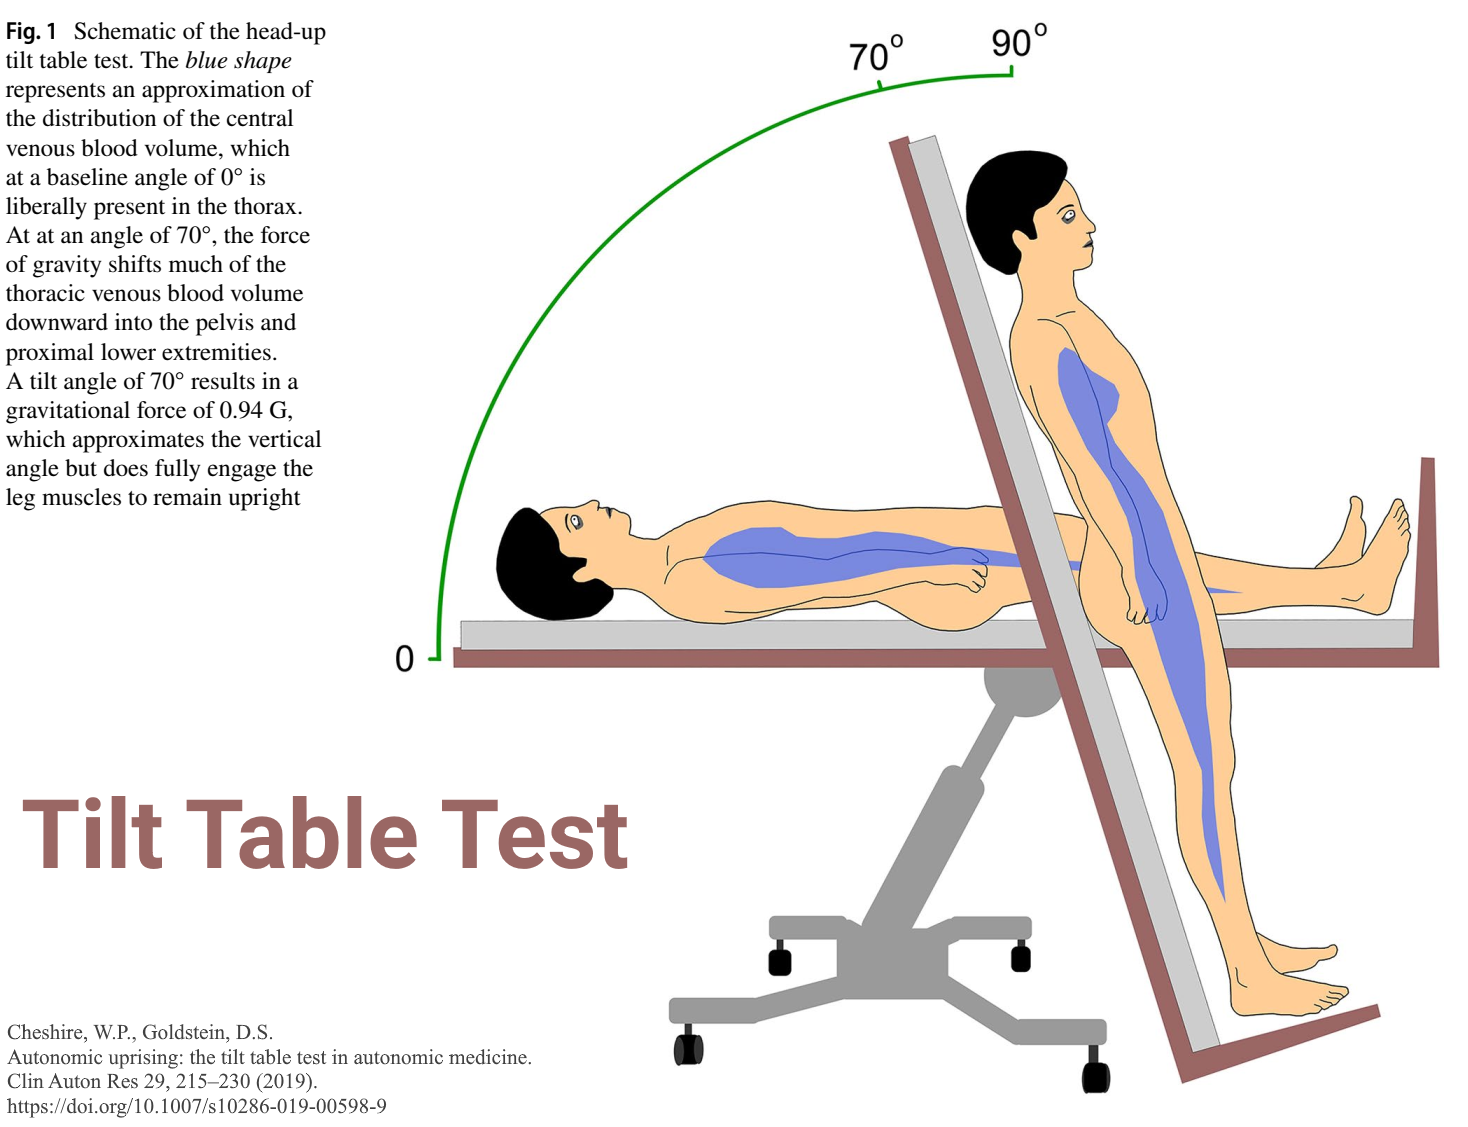 Fig. 1 Schematic of the head-up
tilt table test. The blue shape
represents an approximation of
the distribution of the central
venous blood volume, which
at a baseline angle of 0° is
liberally present in the thorax.
At at an angle of 70°, the force
of gravity shifts much of the
thoracic venous blood volume
downward into the pelvis and
proximal lower extremities.
A tilt angle of 70° results in a
gravitational force of 0.94 G,
which approximates the vertical
angle but does fully engage the
leg muscles to remain upright
70°
90°
0
Tilt Table Test
Cheshire, W.P., Goldstein, D.S.
Autonomic uprising: the tilt table test in autonomic medicine.
Clin Auton Res 29, 215–230 (2019).
https://doi.org/10.1007/s10286-019-00598-9